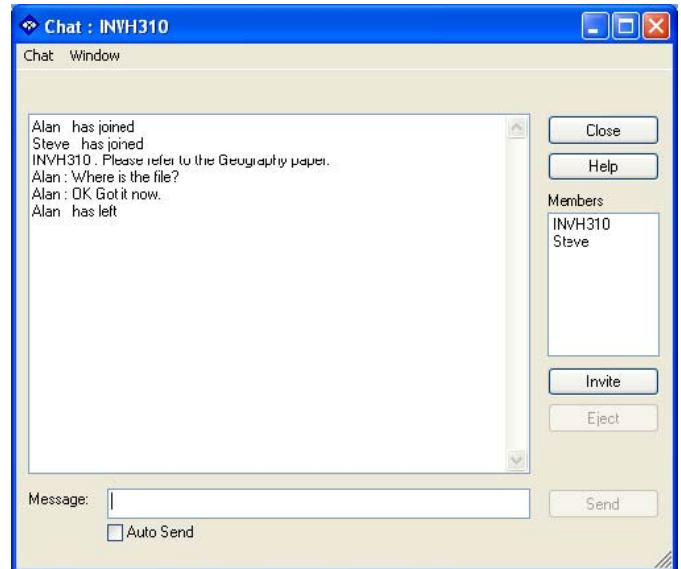 Chat : INVH310
Chat Window
Alan has joined
Steve has joined
INVH310 : Please refer to the Geography paper.
Alan : Where is the file?
Alan : OK Got it now.
Alan has left
Close
Help
Members
INVH310
Steve
Invite
Eject
Message:
Send
Auto Send